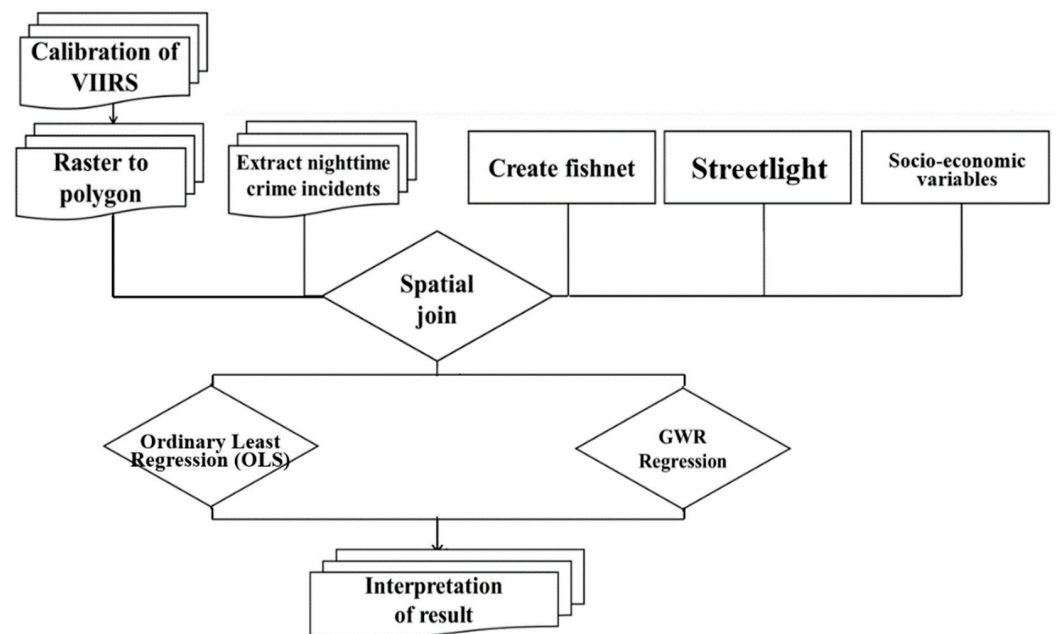 Calibration of
VIIRS
Raster to
polygon
Extract nighttime
crime incidents
Create fishnet
Streetlight
Socio-economic
variables
Spatial
join
Ordinary Least
Regression (OLS)
GWR
Regression
Interpretation
of result